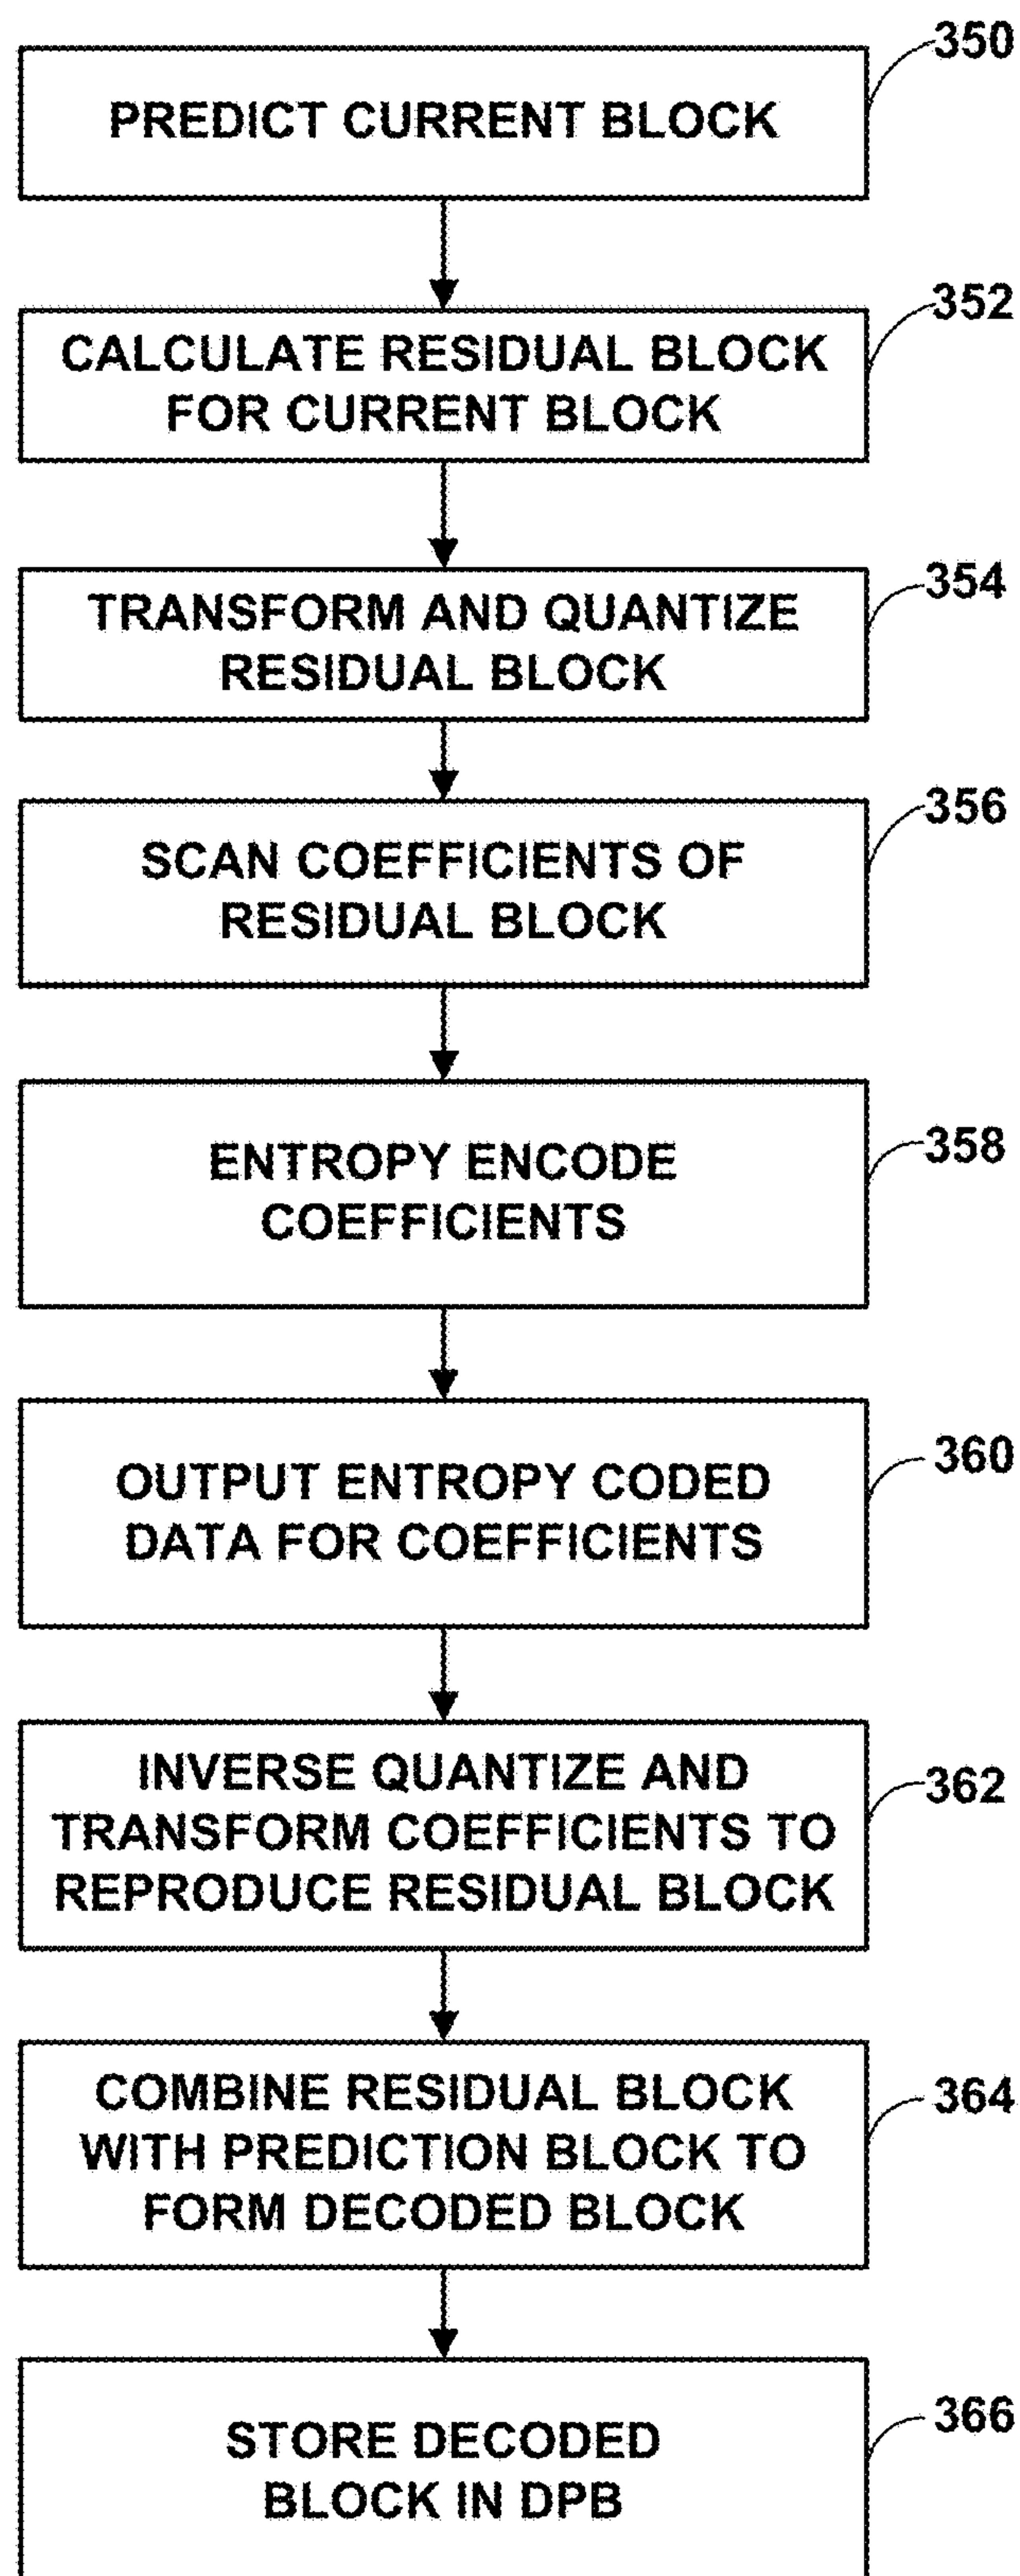 350
PREDICT CURRENT BLOCK
352
CALCULATE RESIDUAL BLOCK
FOR CURRENT BLOCK
354
TRANSFORM AND QUANTIZE
RESIDUAL BLOCK
356
SCAN COEFFICIENTS OF
RESIDUAL BLOCK
358
ENTROPY ENCODE
COEFFICIENTS
360
OUTPUT ENTROPY CODED
DATA FOR COEFFICIENTS
362
INVERSE QUANTIZE AND
TRANSFORM COEFFICIENTS TO
REPRODUCE RESIDUAL BLOCK
364
COMBINE RESIDUAL BLOCK
WITH PREDICTION BLOCK TO
FORM DECODED BLOCK
366
STORE DECODED
BLOCK IN DPB